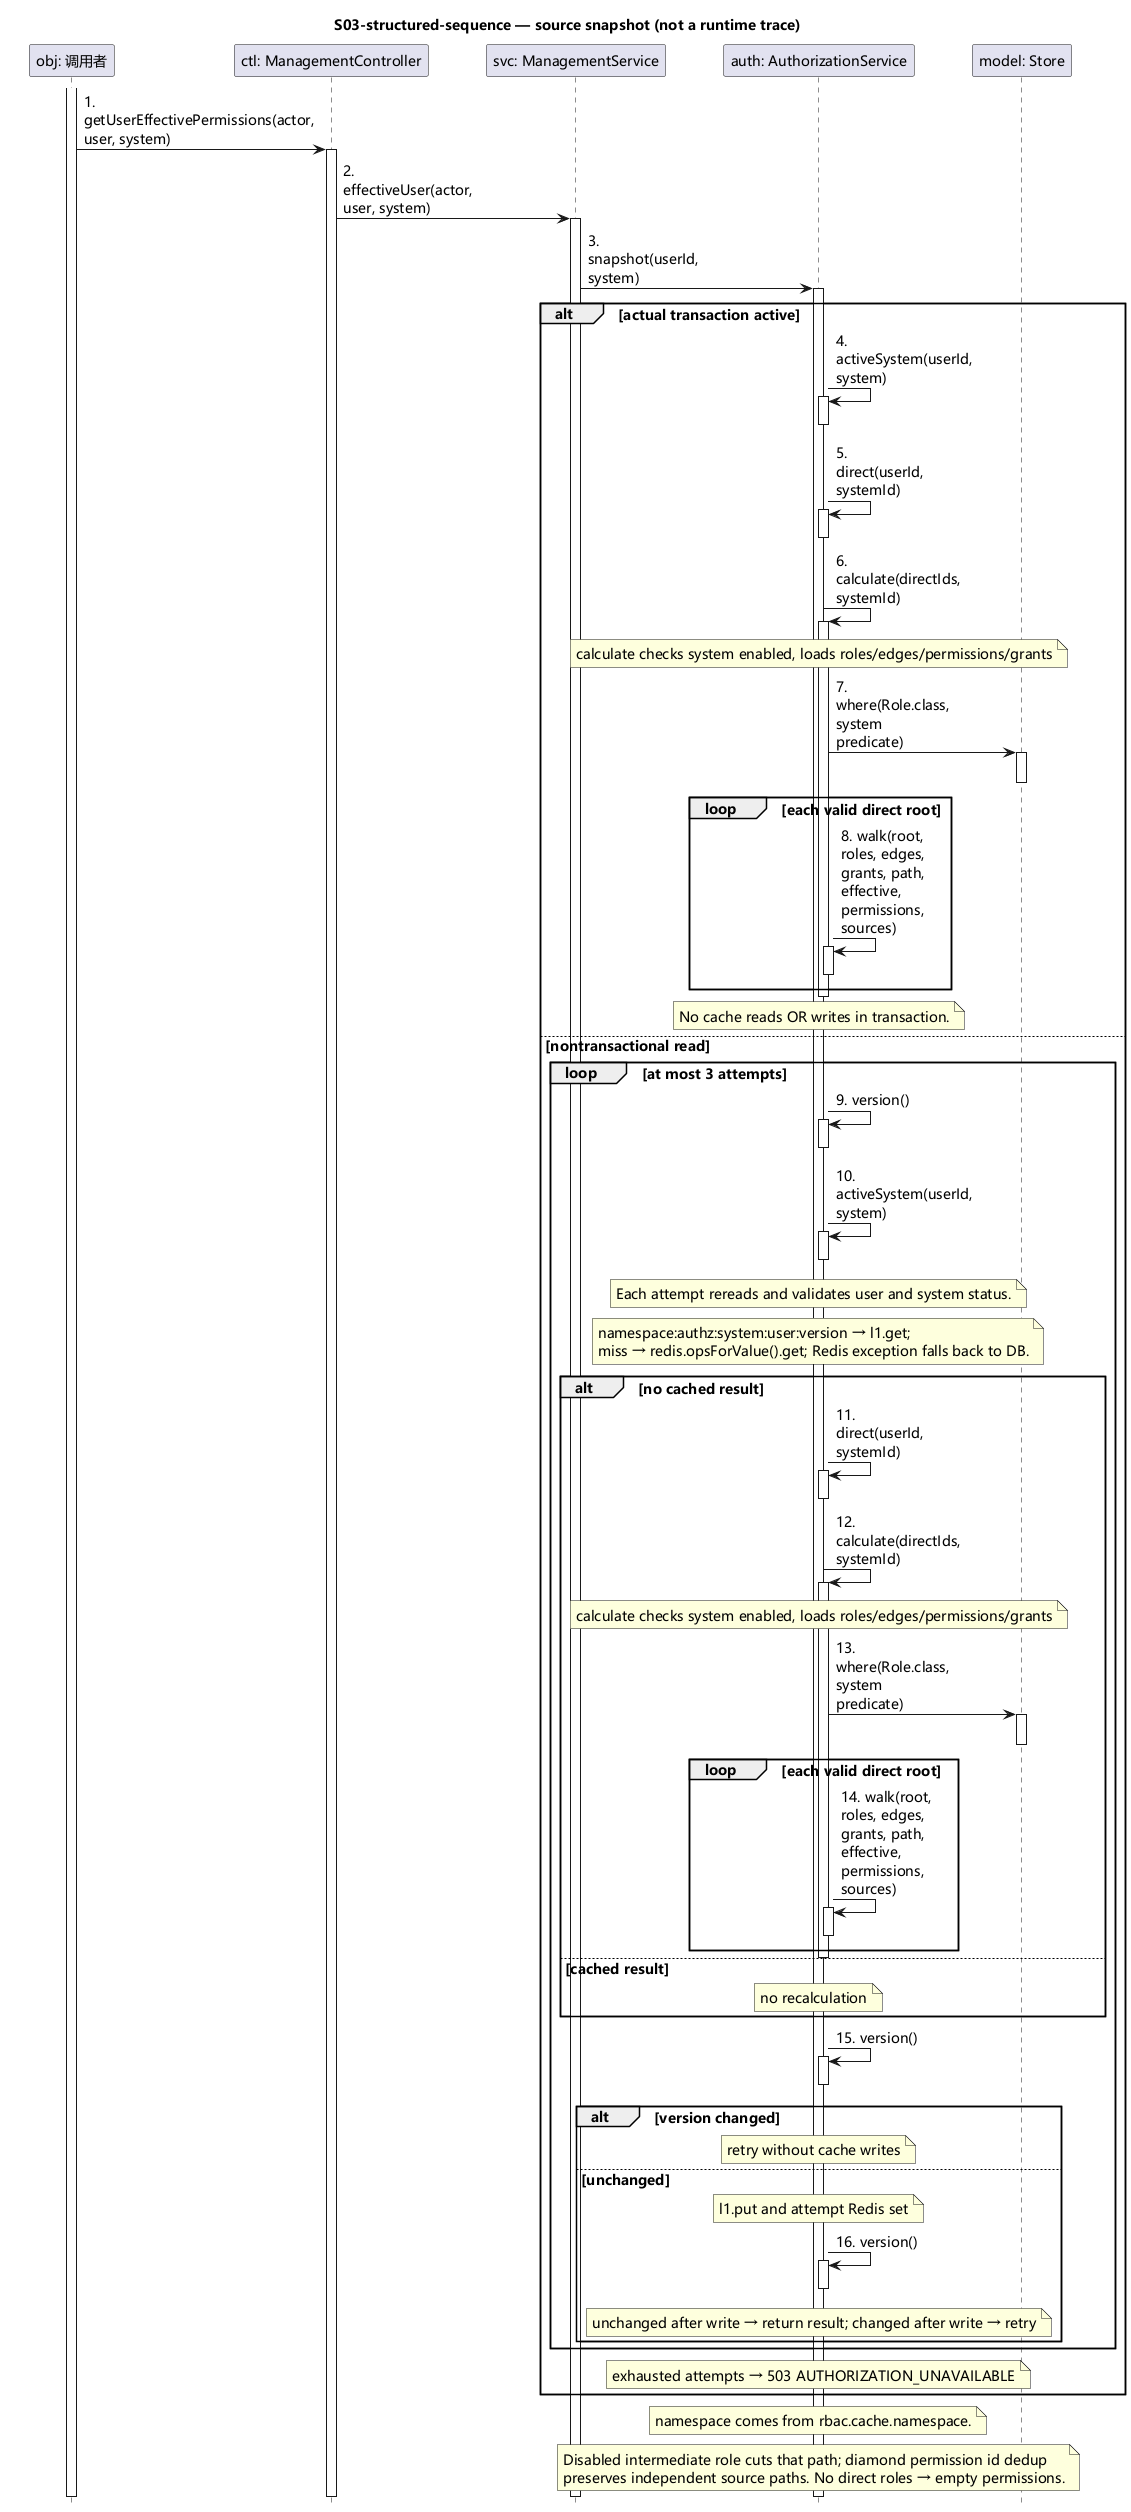 S03-structured-sequence — source snapshot (not a runtime trace)
obj: 调用者
ctl: ManagementController
svc: ManagementService
auth: AuthorizationService
model: Store
1.
getUserEffectivePermissions(actor,
user, system)
2.
effectiveUser(actor,
user, system)
3.
snapshot(userId,
system)
alt [actual transaction active]
4.
activeSystem(userId,
system)
5.
direct(userId,
systemId)
6.
calculate(directIds,
systemId)
calculate checks system enabled, loads roles/edges/permissions/grants
7.
where(Role.class,
system
predicate)
loop [each valid direct root]
8. walk(root,
roles, edges,
grants, path,
effective,
permissions,
sources)
No cache reads OR writes in transaction.
[nontransactional read]
loop [at most 3 attempts]
9. version()
10.
activeSystem(userId,
system)
Each attempt rereads and validates user and system status.
namespace:authz:system:user:version → l1.get;
miss → redis.opsForValue().get; Redis exception falls back to DB.
alt [no cached result]
11.
direct(userId,
systemId)
12.
calculate(directIds,
systemId)
calculate checks system enabled, loads roles/edges/permissions/grants
13.
where(Role.class,
system
predicate)
loop [each valid direct root]
14. walk(root,
roles, edges,
grants, path,
effective,
permissions,
sources)
[cached result]
no recalculation
15. version()
alt [version changed]
retry without cache writes
[unchanged]
l1.put and attempt Redis set
16. version()
unchanged after write → return result; changed after write → retry
exhausted attempts → 503 AUTHORIZATION_UNAVAILABLE
namespace comes from rbac.cache.namespace.
Disabled intermediate role cuts that path; diamond permission id dedup
preserves independent source paths. No direct roles → empty permissions.